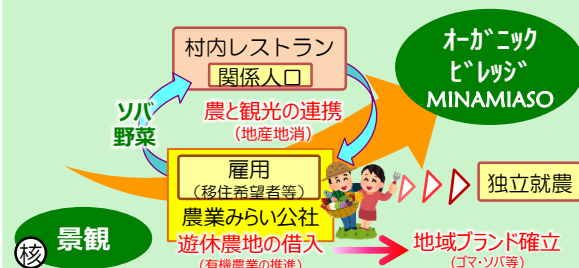 村内レストラン
関係人口
オーガニック
ビレッジ
MINAMIASO
ソバ
野菜
農と観光の連携
(地産地消)
雇用
(移住希望者等)
独立就農
農業みらい公社
景観
核
遊休農地の借入
(有機農業の推進)
地域ブランド確立
(ゴマ・ソバ等)